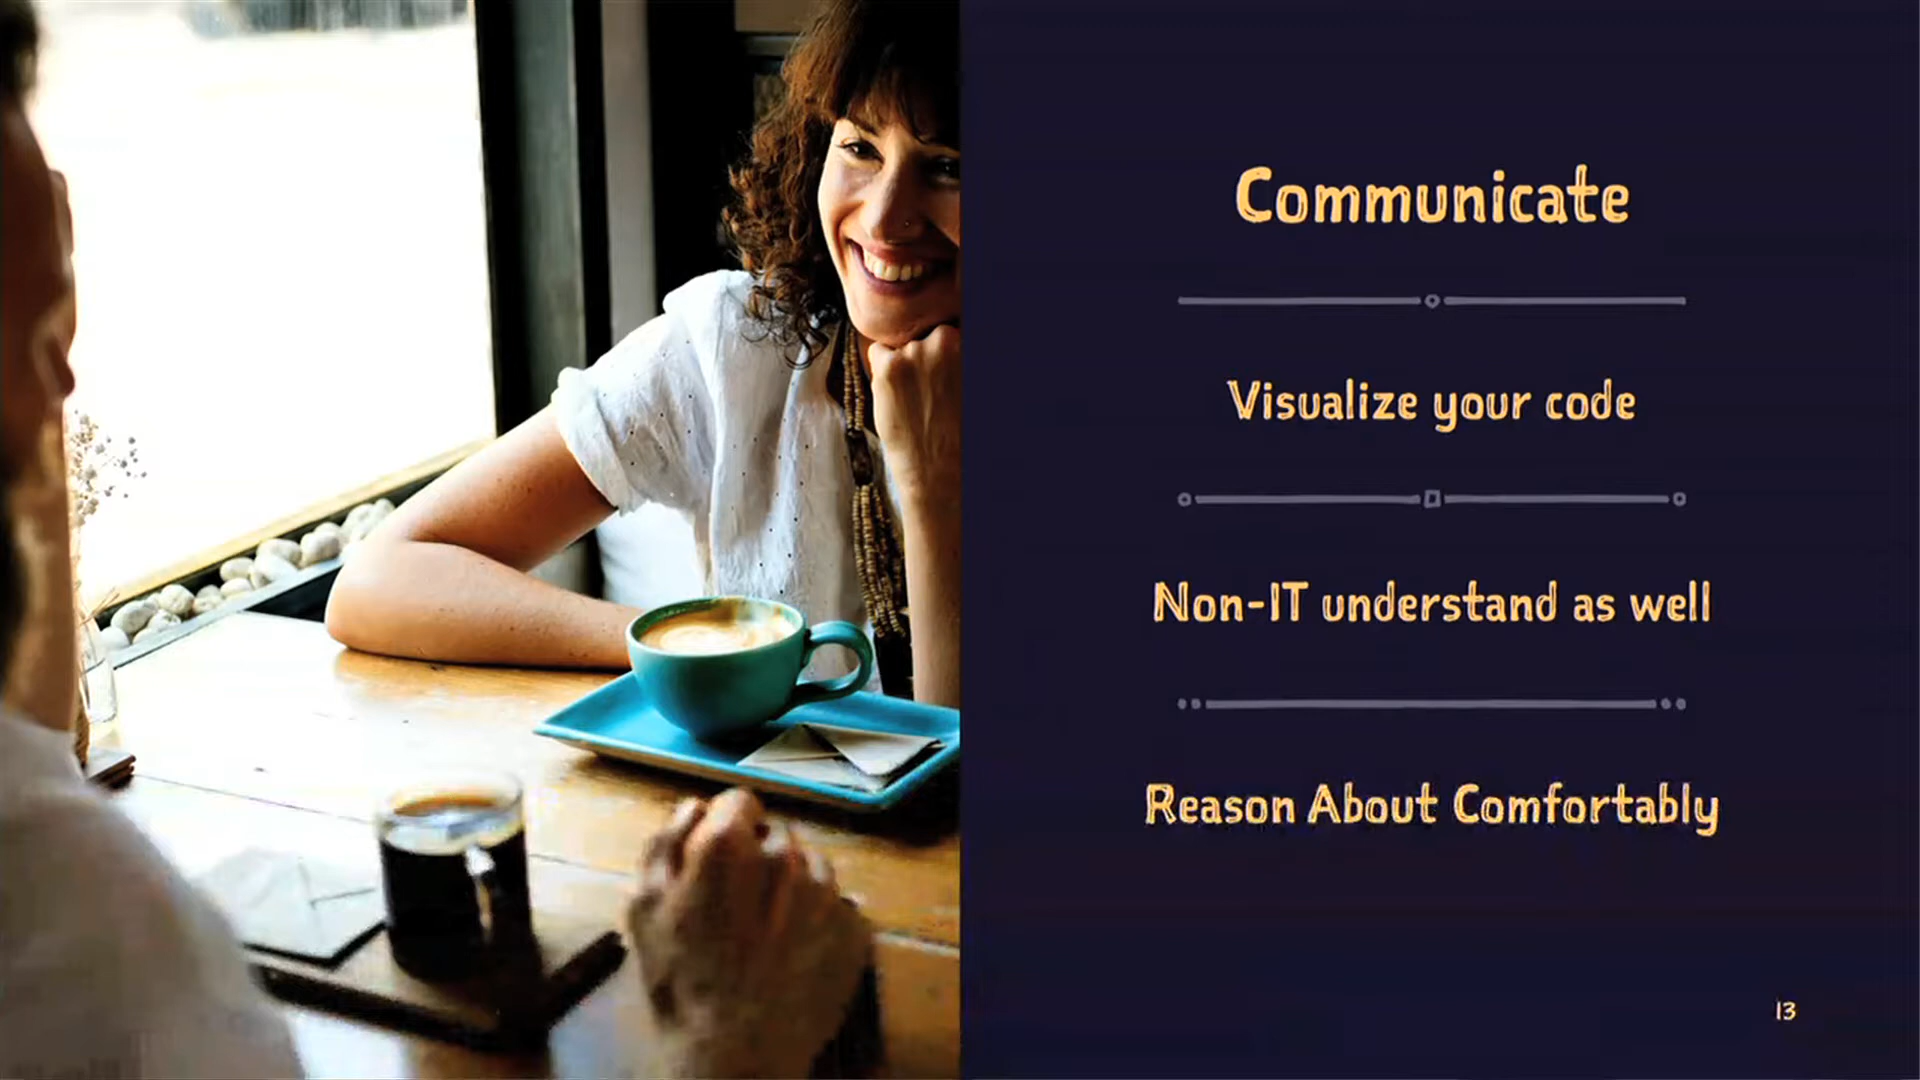 Communicate
Visualize your code
Non-IT understand as well
Reason About Comfortably
13